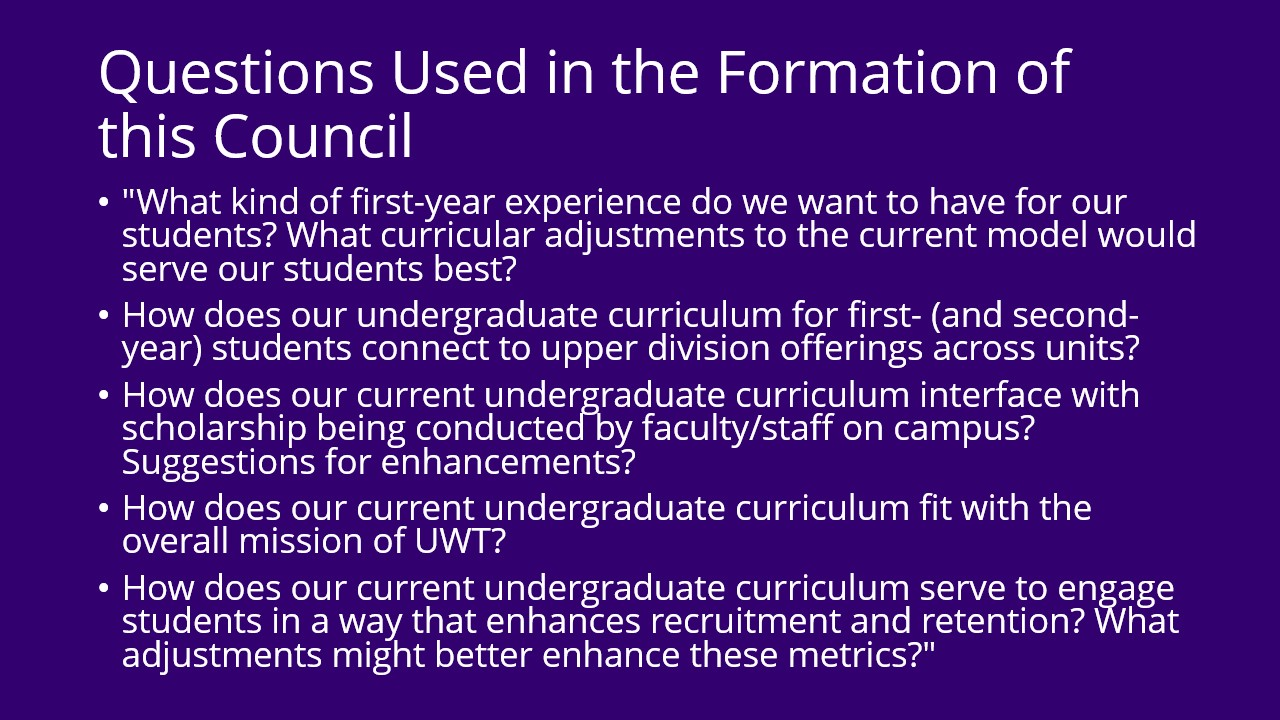 Questions Used in the Formation of
this Council
• "What kind of first-year experience do we want to have for our
students? What curricular adjustments to the current model would
serve our students best?
• How does our undergraduate curriculum for first- (and second-
year) students connect to upper division offerings across units?
• How does our current undergraduate curriculum interface with
scholarship being conducted by faculty/staff on campus?
Suggestions for enhancements?
• How does our current undergraduate curriculum fit with the
overall mission of UWT?
• How does our current undergraduate curriculum serve to engage
students in a way that enhances recruitment and retention? What
adjustments might better enhance these metrics?"